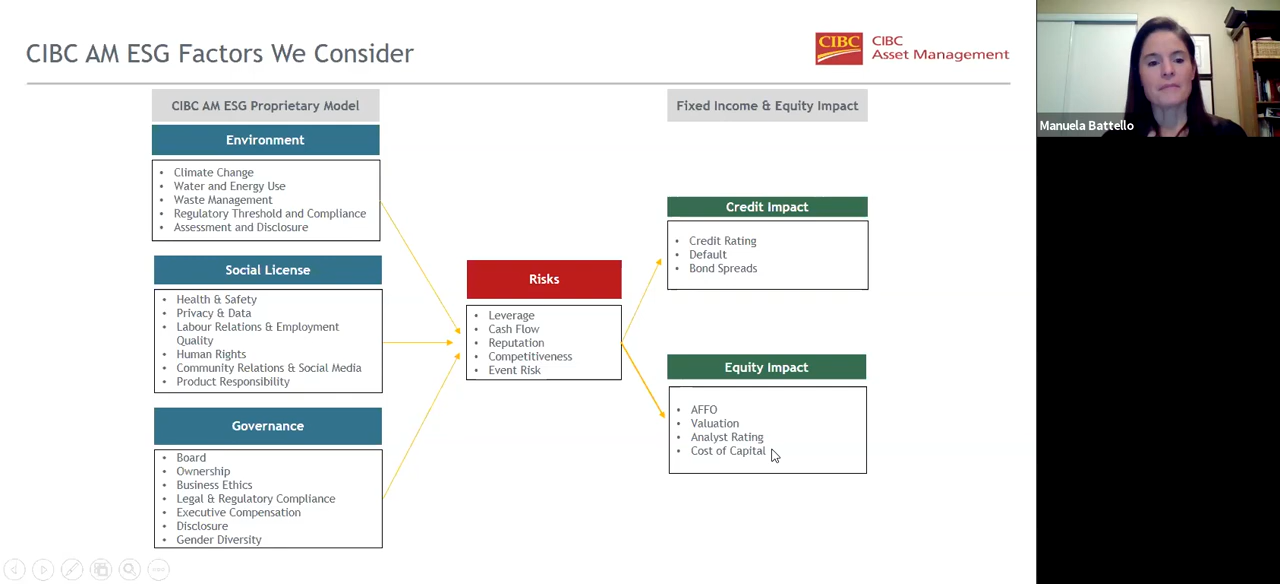 CIBC AM ESG Factors We Consider
CIBC
CIBC
Asset Management
CIBC AM ESG Proprietary Model
Environment
• Climate Change
• Water and Energy Use
• Waste Management
• Regulatory Threshold and Compliance
• Assessment and Disclosure
Social License
• Health & Safety
• Privacy & Data
• Labour Relations & Employment
Quality
• Human Rights
• Community Relations & Social Media
• Product Responsibility
Governance
• Board
• Ownership
• Business Ethics
• Legal & Regulatory Compliance
• Executive Compensation
• Disclosure
• Gender Diversity
Risks
• Leverage
• Cash Flow
• Reputation
• Competitiveness
• Event Risk
Fixed Income & Equity Impact
Credit Impact
• Credit Rating
• Default
• Bond Spreads
Equity Impact
• AFFO
• Valuation
• Analyst Rating
• Cost of Capital
Manuela Battello